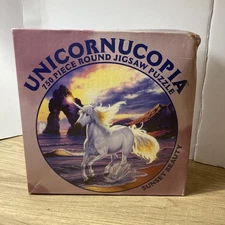 UNICORNUCOPIA
750 PIECE ROUND JIGSAW PUZZLE
SUNSET BEAUTY